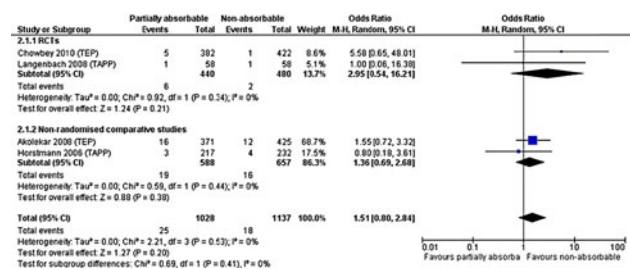 Partially absorbable Non-absorbable Odds Ratio Odds Ratio
Study or Subgroup Events Total Events Total Weight M-H, Random, 95% CI M-H, Random, 95% CI
2.1.1 RCTs
Chowbey 2010 (TEP) 5 382 1 422 8.6% 5.58 [0.65, 48.01]
Langenbach 2008 (TAPP) 1 58 1 58 5.1% 1.00 [0.06, 16.38]
Subtotal (95% CI) 440 480 13.7% 2.95 [0.54, 16.21]
Total events 6 2
Heterogeneity: Tau² = 0.00; Chi² = 0.92, df = 1 (P = 0.34); I² = 0%
Test for overall effect: Z = 1.24 (P = 0.21)
2.1.2 Non-randomised comparative studies
Akolekar 2008 (TEP) 16 371 12 425 68.7% 1.55 [0.72, 3.32]
Horstmann 2006 (TAPP) 3 217 4 232 17.5% 0.80 [0.18, 3.61]
Subtotal (95% CI) 588 657 86.3% 1.36 [0.69, 2.68]
Total events 19 16
Heterogeneity: Tau² = 0.00; Chi² = 0.59, df = 1 (P = 0.44); I² = 0%
Test for overall effect: Z = 0.88 (P = 0.38)
Total (95% CI) 1028 1137 100.0% 1.51 [0.80, 2.84]
Total events 25 18
Heterogeneity: Tau² = 0.00; Chi² = 2.21, df = 3 (P = 0.53); I² = 0%
Test for overall effect: Z = 1.27 (P = 0.20)
Test for subgroup differences: Chi² = 0.69, df = 1 (P = 0.41), I² = 0%
0.01 0.1 1 10 100
Favours partially absorba Favours non-absorbable